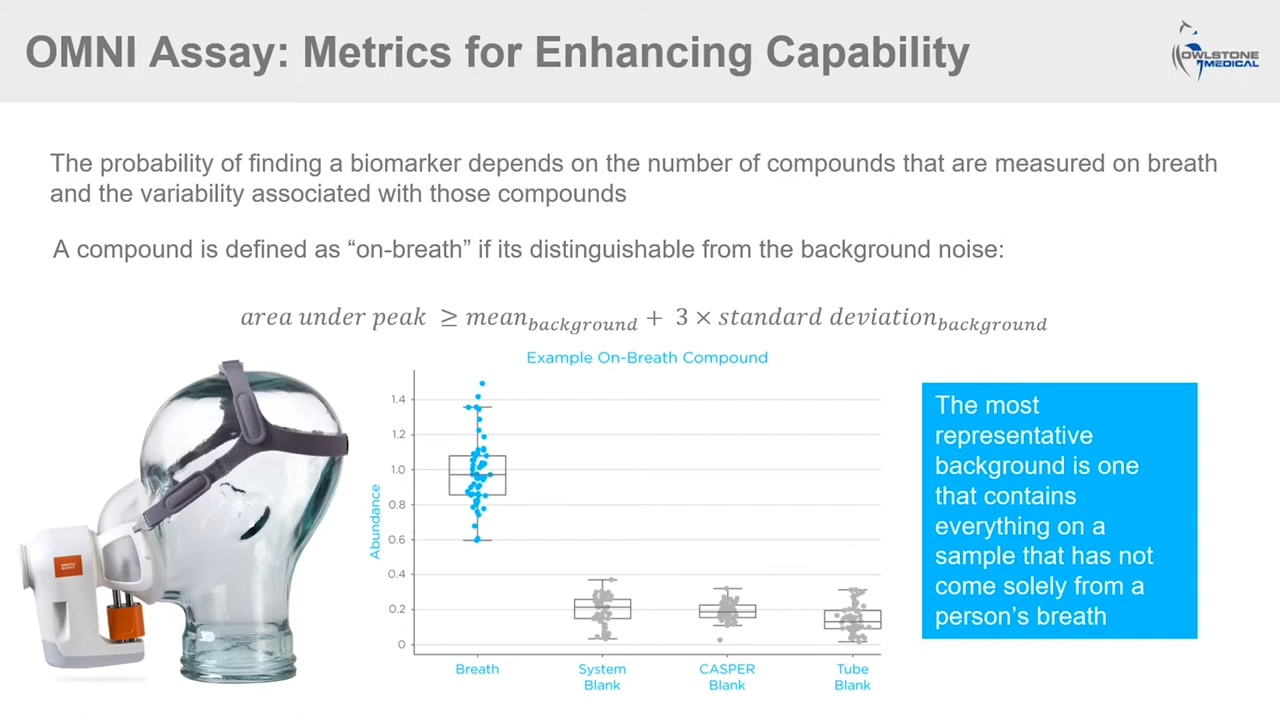 OMNI Assay: Metrics for Enhancing Capability
OWLSTONE
MEDICAL
The probability of finding a biomarker depends on the number of compounds that are measured on breath
and the variability associated with those compounds
A compound is defined as “on-breath” if its distinguishable from the background noise:
area under peak ≥ mean_background + 3 × standard deviation_background
Example On-Breath Compound
Abundance
1.4
1.2
1.0
0.8
0.6
0.4
0.2
0
Breath
System
Blank
CASPER
Blank
Tube
Blank
The most
representative
background is one
that contains
everything on a
sample that has not
come solely from a
person’s breath